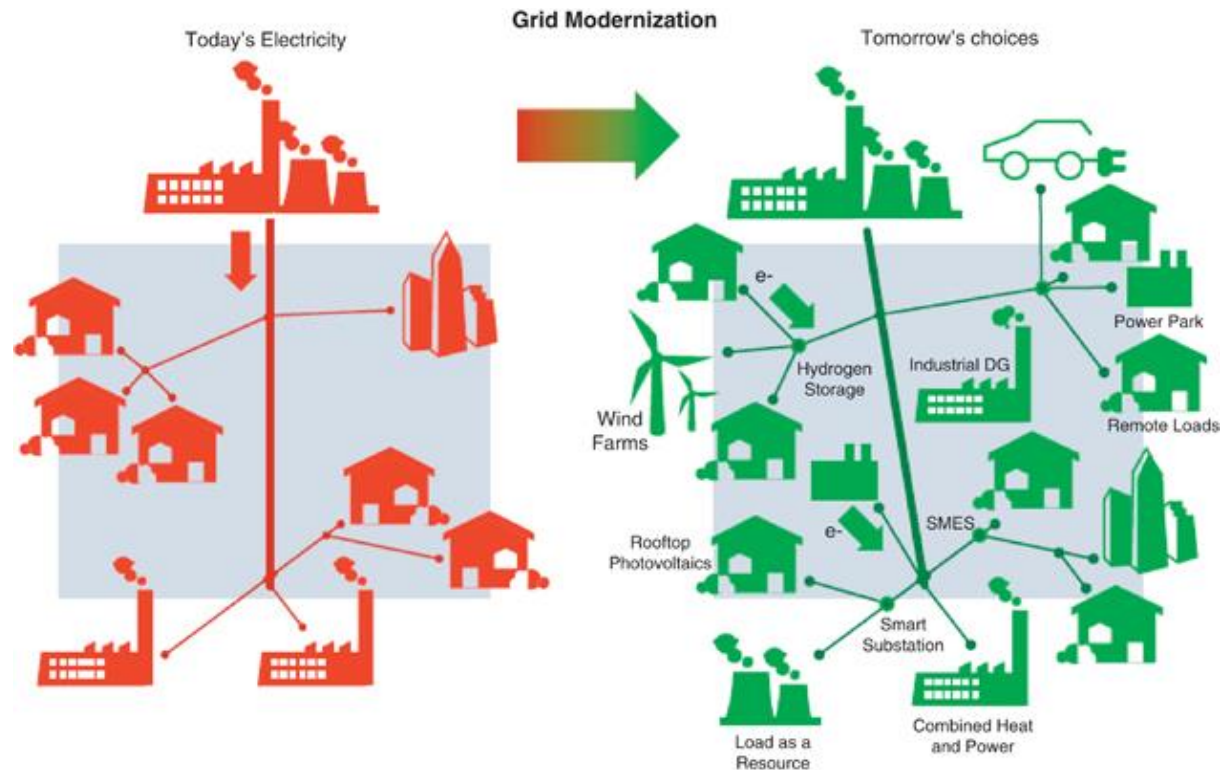 Grid Modernization
Today's Electricity
Tomorrow's choices
e-
Power Park
Hydrogen
Storage
Industrial DG
Wind
Farms
Remote Loads
SMES
e-
Rooftop
Photovoltaics
Smart
Substation
Load as a
Resource
Combined Heat
and Power